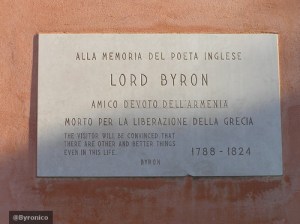 ALLA MEMORIA DEL POETA INGLESE
LORD BYRON
AMICO DEVOTO DELL'ARMENIA
MORTO PER LA LIBERAZIONE DELLA GRECIA
THE VISITOR WILL BE CONVINCED THAT
THERE ARE OTHER AND BETTER THINGS
EVEN IN THIS LIFE
BYRON
1788-1824
@Byronico